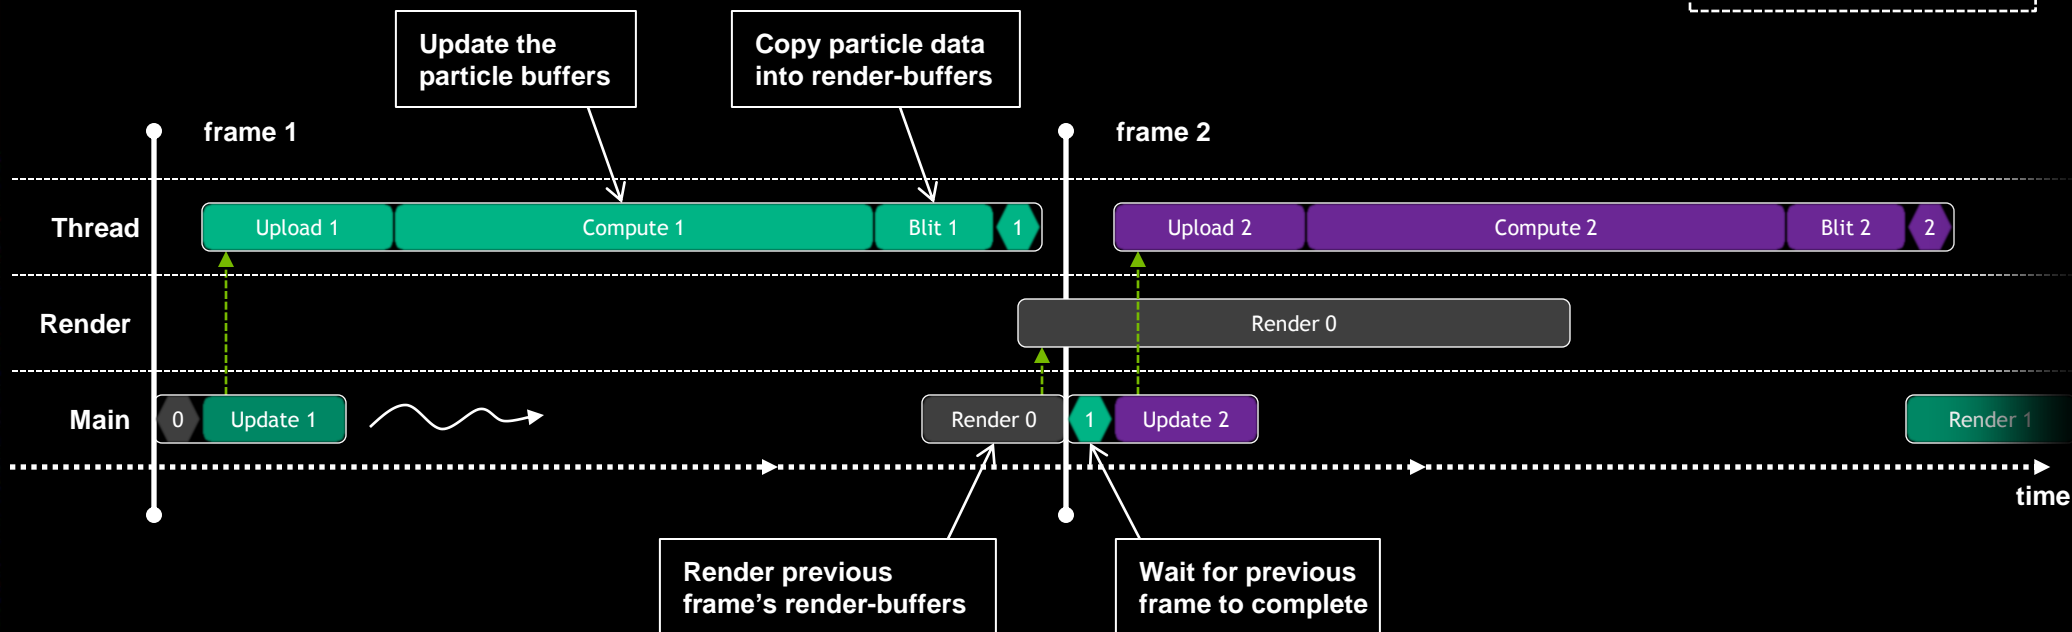 Update the
particle buffers
Copy particle data
into render-buffers
frame 1
frame 2
Thread
Upload 1
Compute 1
Blit 1
1
Upload 2
Compute 2
Blit 2
2
Render
Render 0
Main
0
Update 1
Render 0
1
Update 2
Render 1
time
Render previous
frame’s render-buffers
Wait for previous
frame to complete